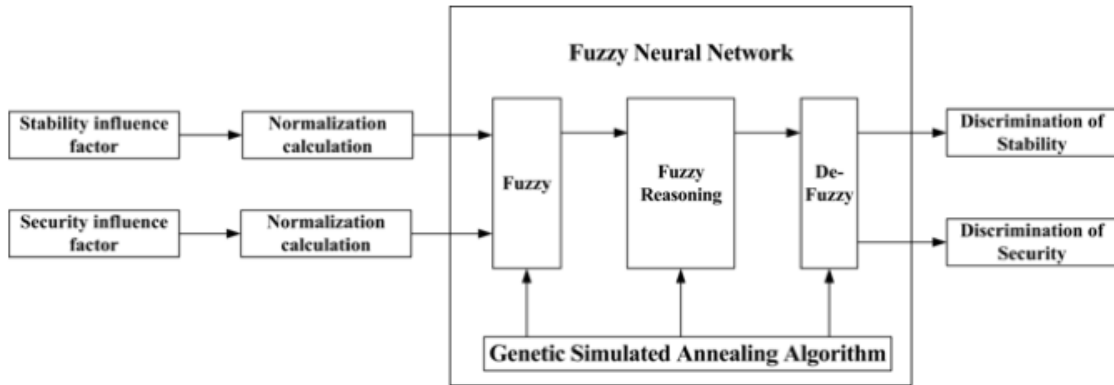 Fuzzy Neural Network
Stability influence
factor
Normalization
calculation
Security influence
factor
Normalization
calculation
Fuzzy
Fuzzy
Reasoning
De-
Fuzzy
Discrimination of
Stability
Discrimination of
Security
Genetic Simulated Annealing Algorithm